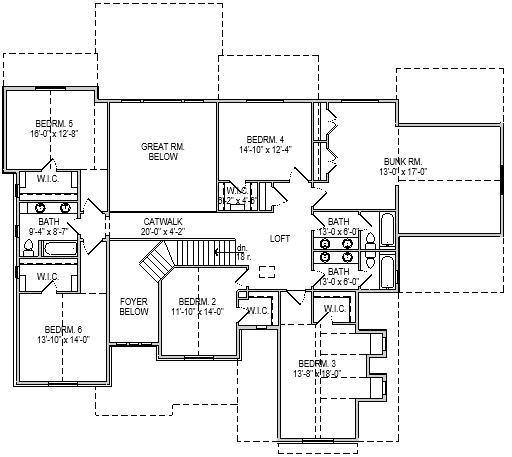 BEDRM. 5
16'-0" x 12'-8"
GREAT RM.
BELOW
BEDRM. 4
14'-10" x 12'-4"
BUNK RM.
13'-0" x 17'-0"
W.I.C.
W.I.C.
6'-2" x 4'-6"
BATH
9'-4" x 8'-7"
CATWALK
20'-0" x 4'-2"
LOFT
BATH
13'-0 x 6'-0"
dn.
18 r.
BATH
13'-0 x 6'-0"
W.I.C.
FOYER
BELOW
BEDRM. 2
11'-10" x 14'-0"
W.I.C.
W.I.C.
BEDRM. 6
13'-10" x 14'-0"
BEDRM. 3
13'-8" x 18'-0"